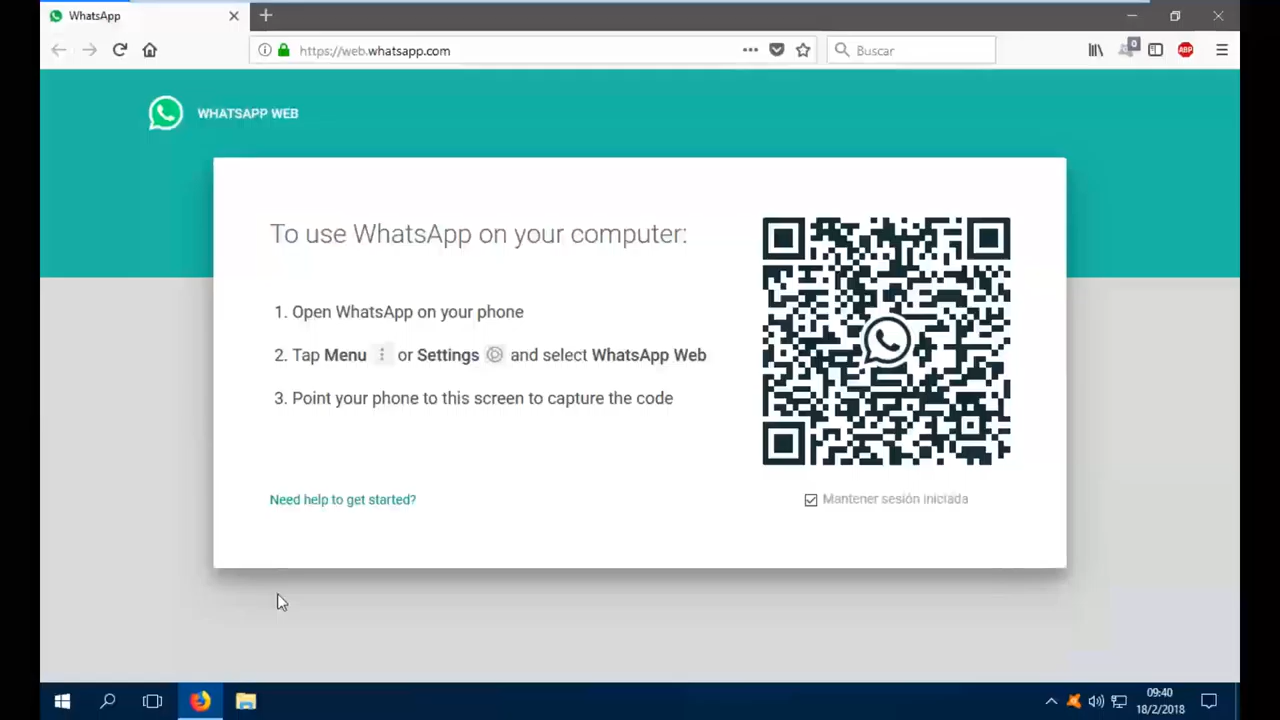 WhatsApp
https://web.whatsapp.com
Buscar
0
ABP
WHATSAPP WEB
To use WhatsApp on your computer:
1. Open WhatsApp on your phone
2. Tap Menu or Settings and select WhatsApp Web
3. Point your phone to this screen to capture the code
Need help to get started?
Mantener sesión iniciada
09:40
18/2/2018